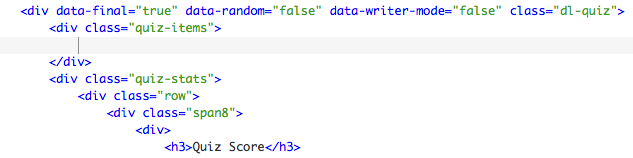 <div data-final="true" data-random="false" data-writer-mode="false" class="dl-quiz">
<div class="quiz-items">
</div>
<div class="quiz-stats">
<div class="row">
<div class="span8">
<div>
<h3>Quiz Score</h3>